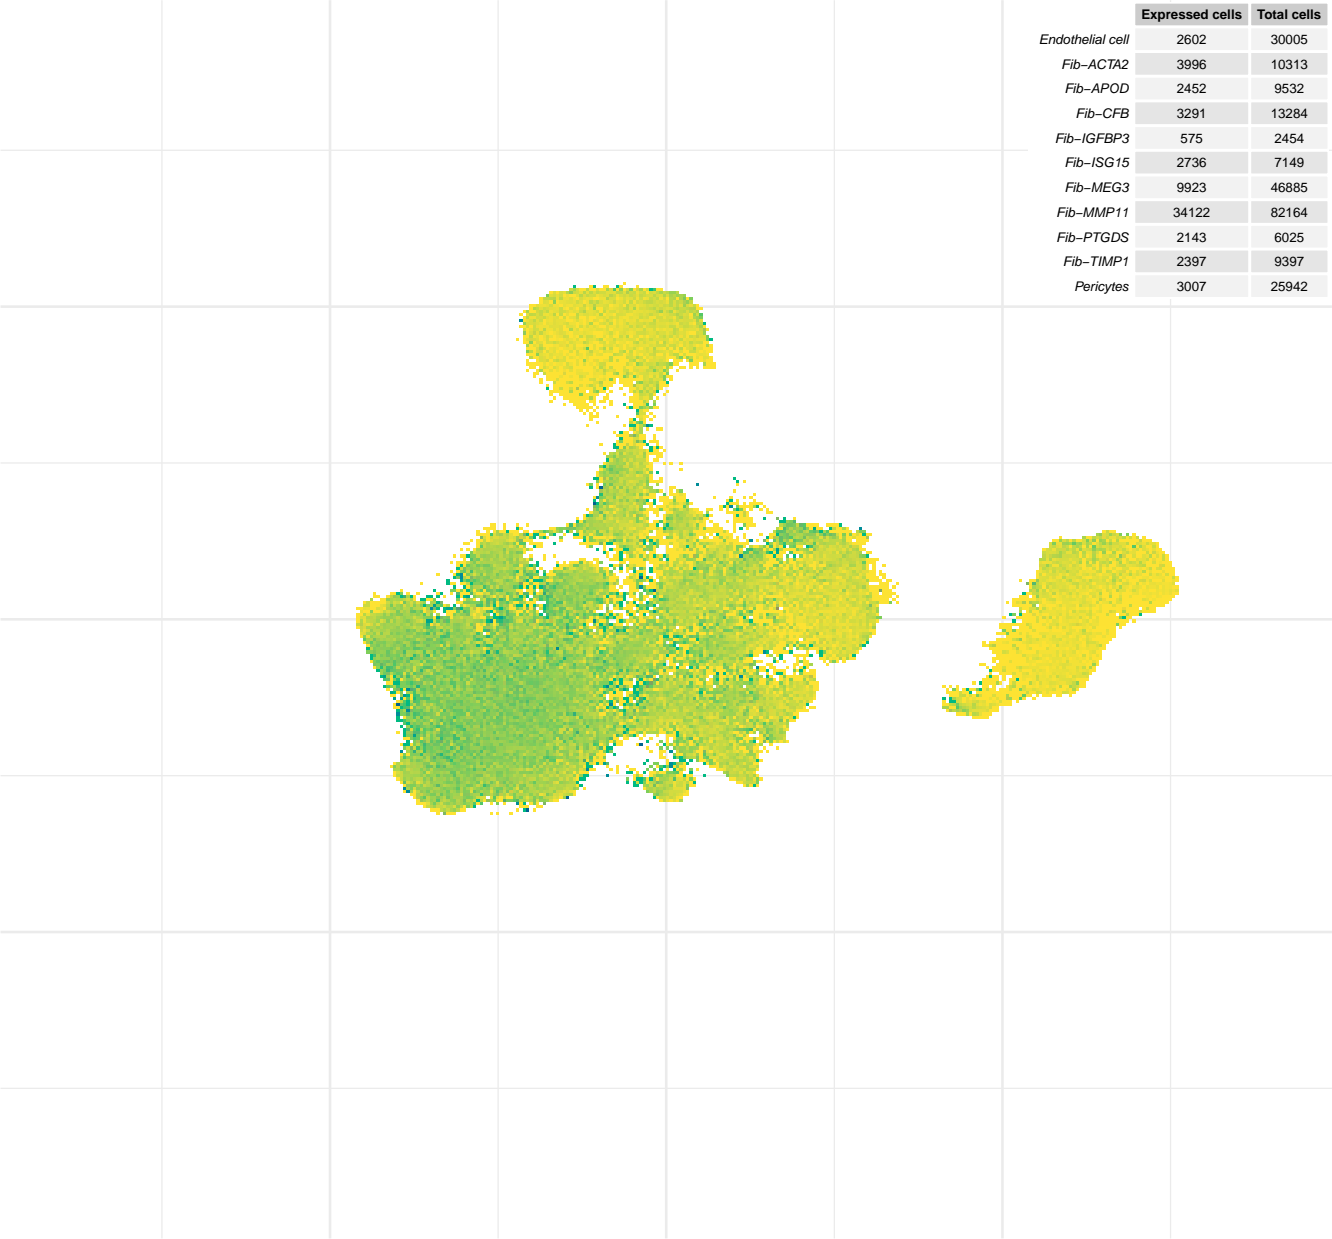 Expressed cells Total cells
Endothelial cell 2602 30005
Fib−ACTA2 3996 10313
Fib−APOD 2452 9532
Fib−CFB 3291 13284
Fib−IGFBP3 575 2454
Fib−ISG15 2736 7149
Fib−MEG3 9923 46885
Fib−MMP11 34122 82164
Fib−PTGDS 2143 6025
Fib−TIMP1 2397 9397
Pericytes 3007 25942